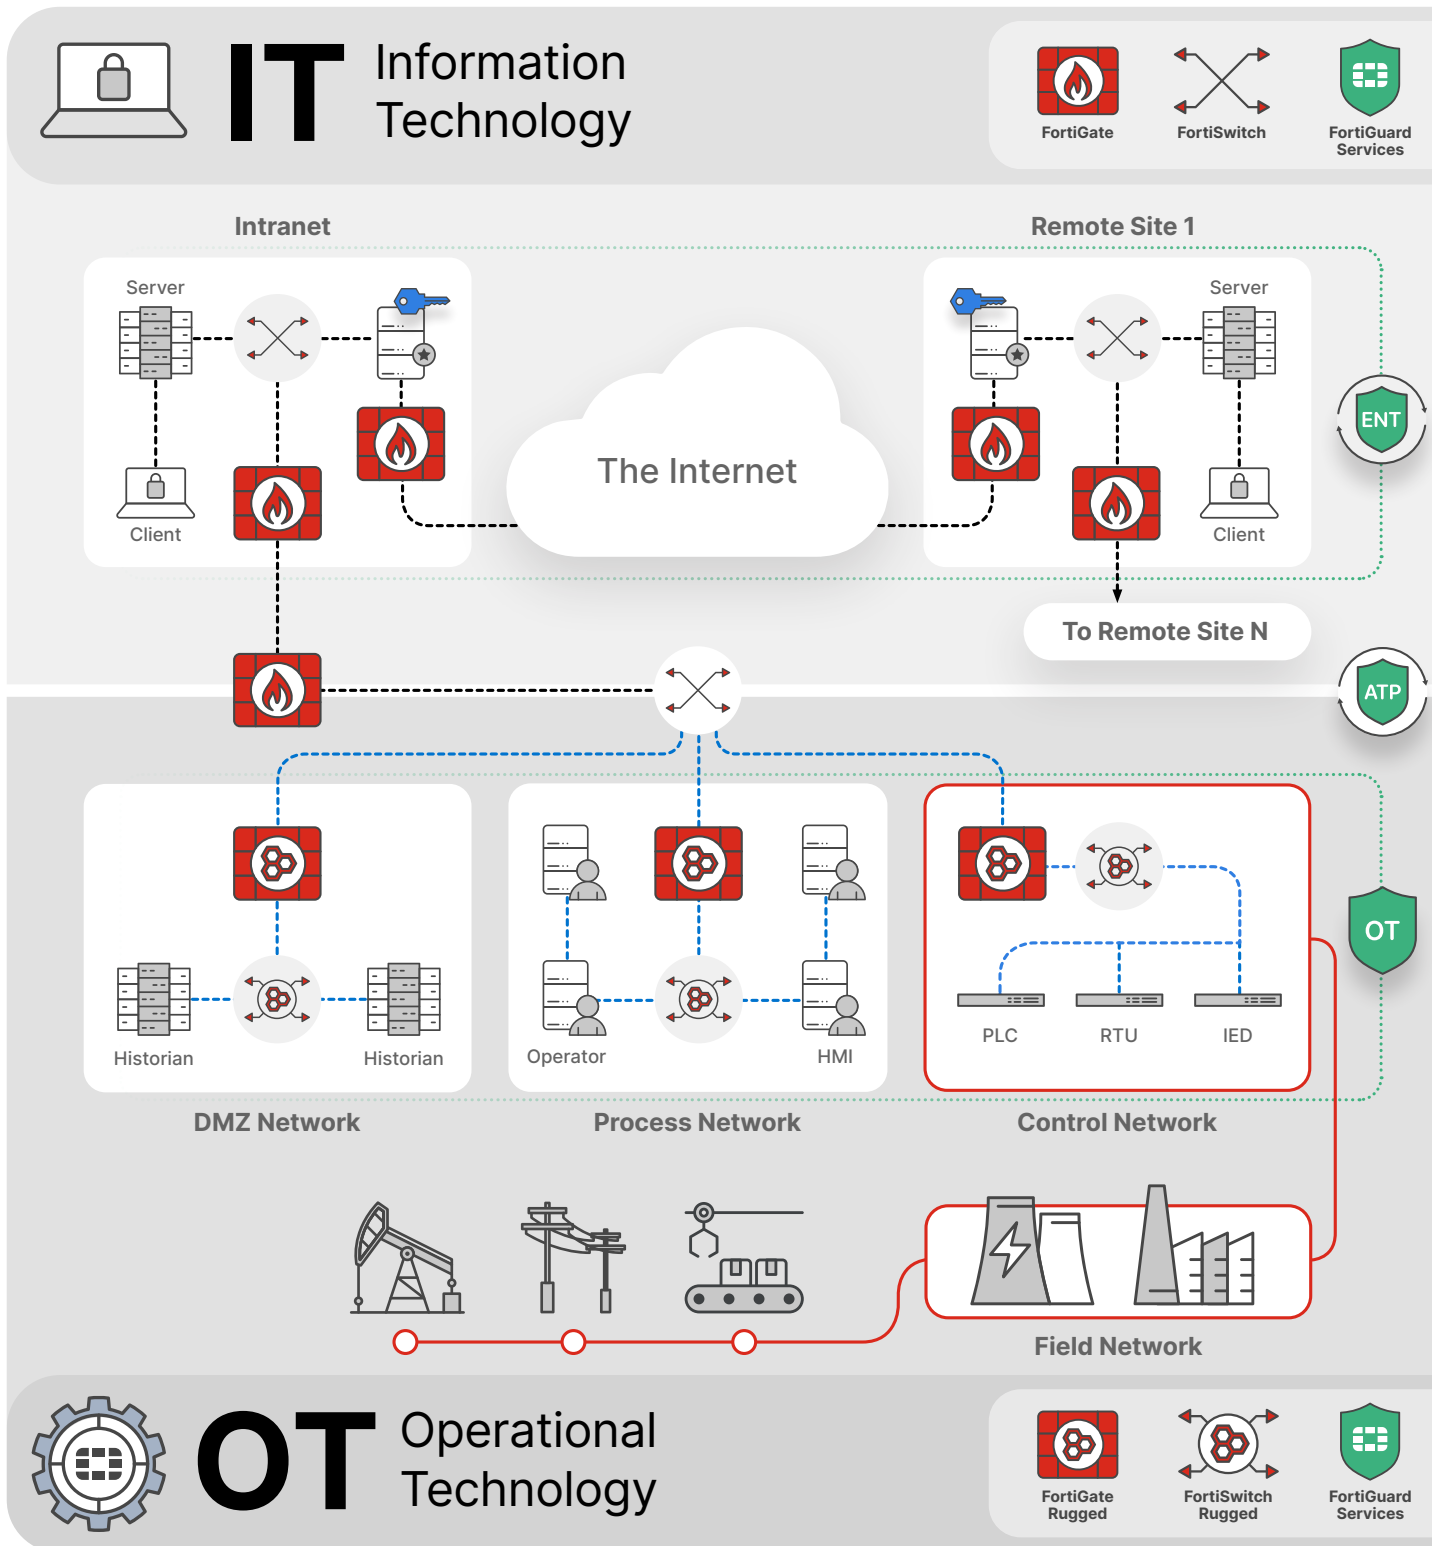 IT
Information
Technology
FortiGate
FortiSwitch
FortiGuard
Services
Intranet
Remote Site 1
Server
Server
The Internet
ENT
Client
Client
To Remote Site N
ATP
OT
Historian
Historian
Operator
HMI
PLC
RTU
IED
DMZ Network
Process Network
Control Network
Field Network
OT
Operational
Technology
FortiGate
Rugged
FortiSwitch
Rugged
FortiGuard
Services